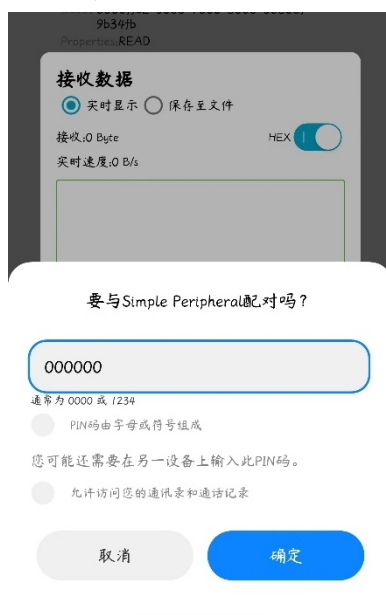 9b34fb
Properties:READ
接收数据
实时显示 保存至文件
接收:0 Byte HEX
实时速度:0 B/s
要与Simple Peripheral配对吗？
000000
通常为 0000 或 1234
PIN码由字母或符号组成
您可能还需要在另一设备上输入此PIN码。
允许访问您的通讯录和通话记录
取消 确定